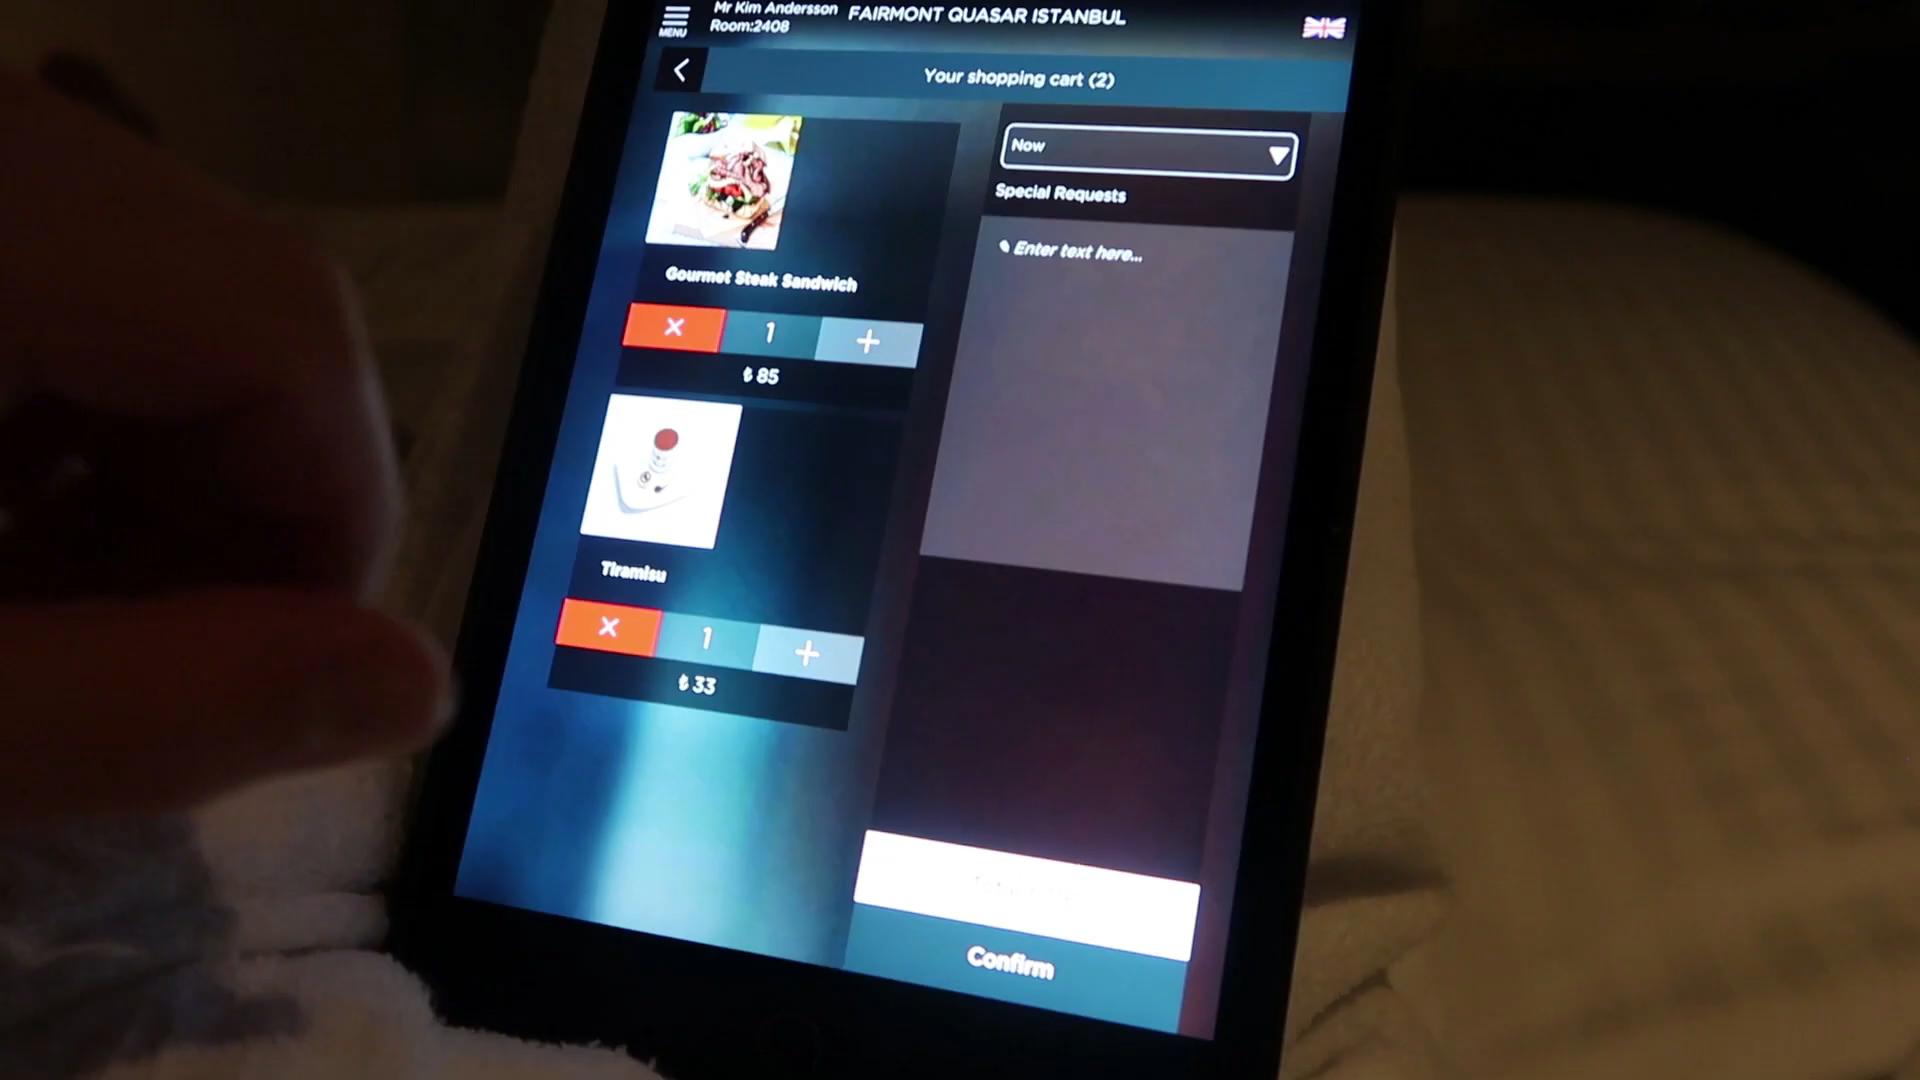 MENU
Mr Kim Andersson
Room:2408
FAIRMONT QUASAR ISTANBUL
Your shopping cart (2)
Gourmet Steak Sandwich
1
₺ 85
Tiramisu
1
₺ 33
Now
Special Requests
Enter text here...
Confirm